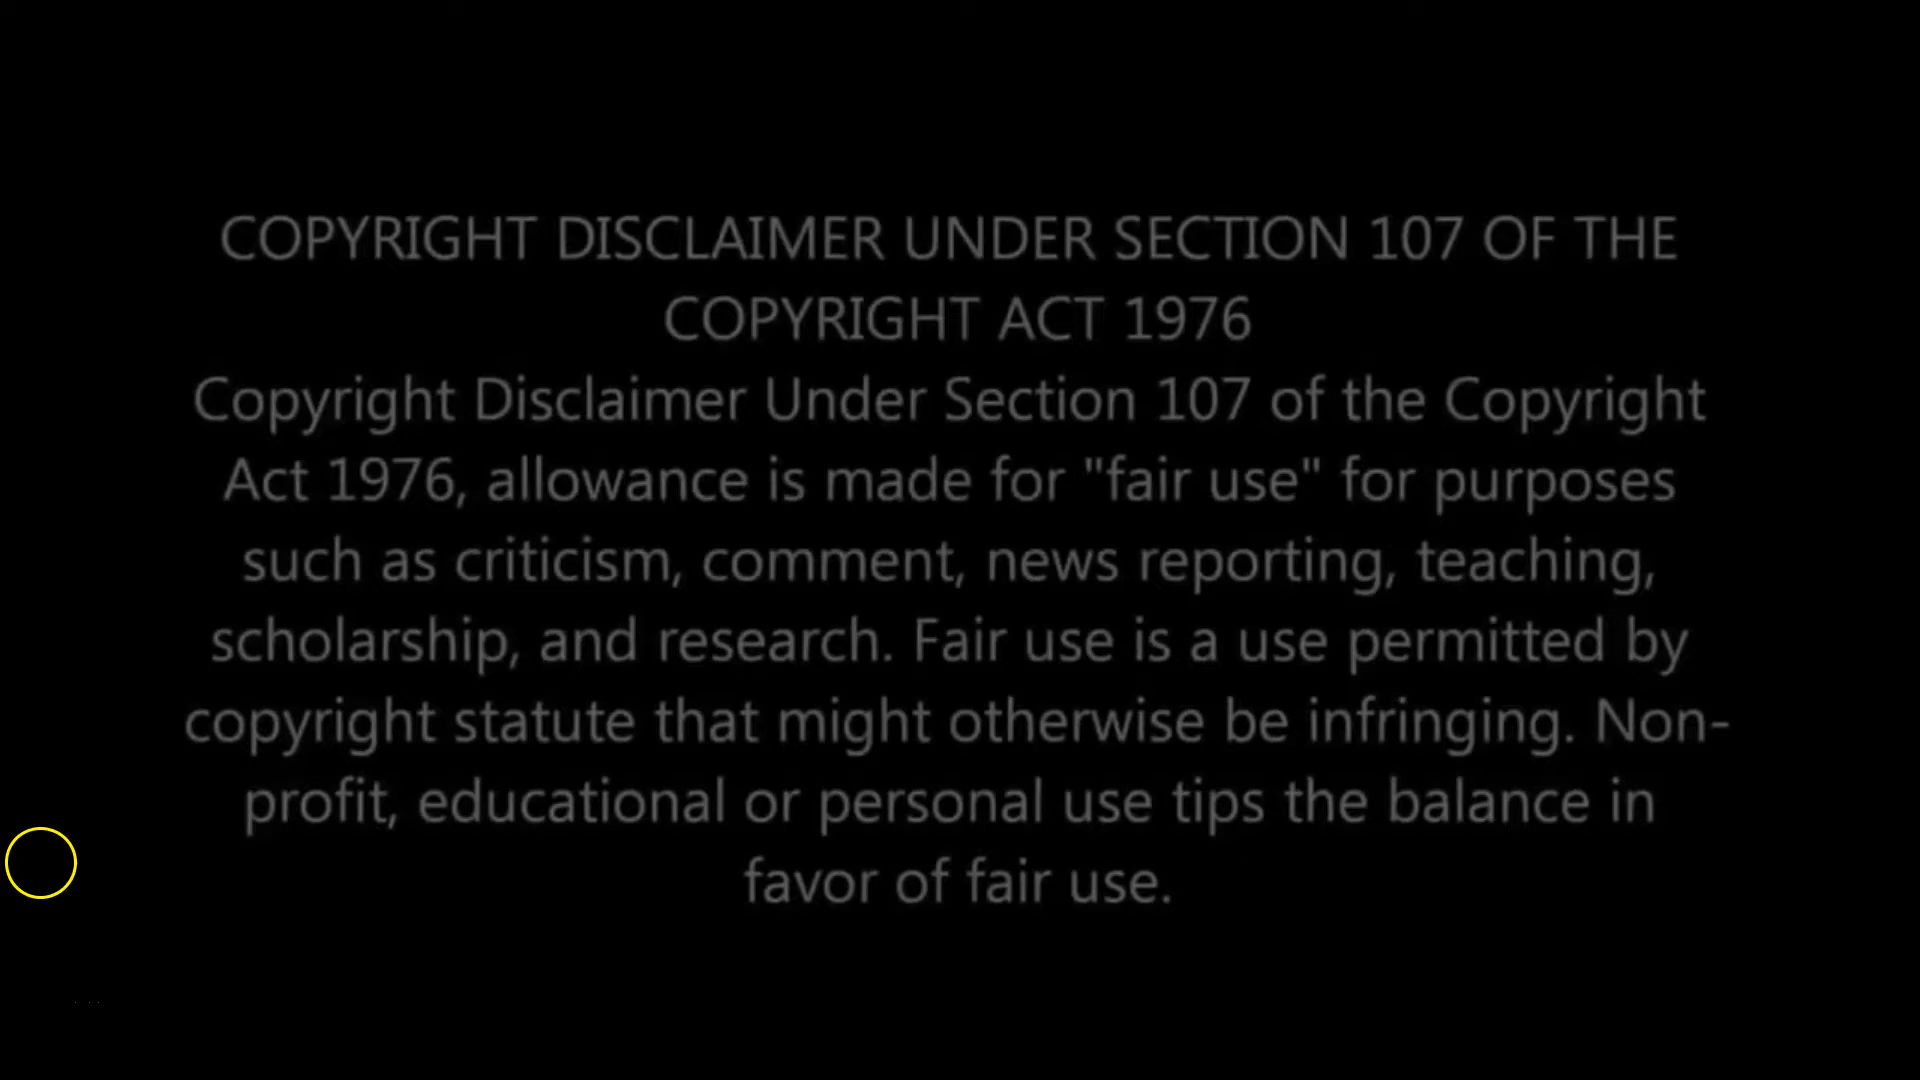 COPYRIGHT DISCLAIMER UNDER SECTION 107 OF THE
COPYRIGHT ACT 1976
Copyright Disclaimer Under Section 107 of the Copyright
Act 1976, allowance is made for "fair use" for purposes
such as criticism, comment, news reporting, teaching,
scholarship, and research. Fair use is a use permitted by
copyright statute that might otherwise be infringing. Non-
profit, educational or personal use tips the balance in
favor of fair use.